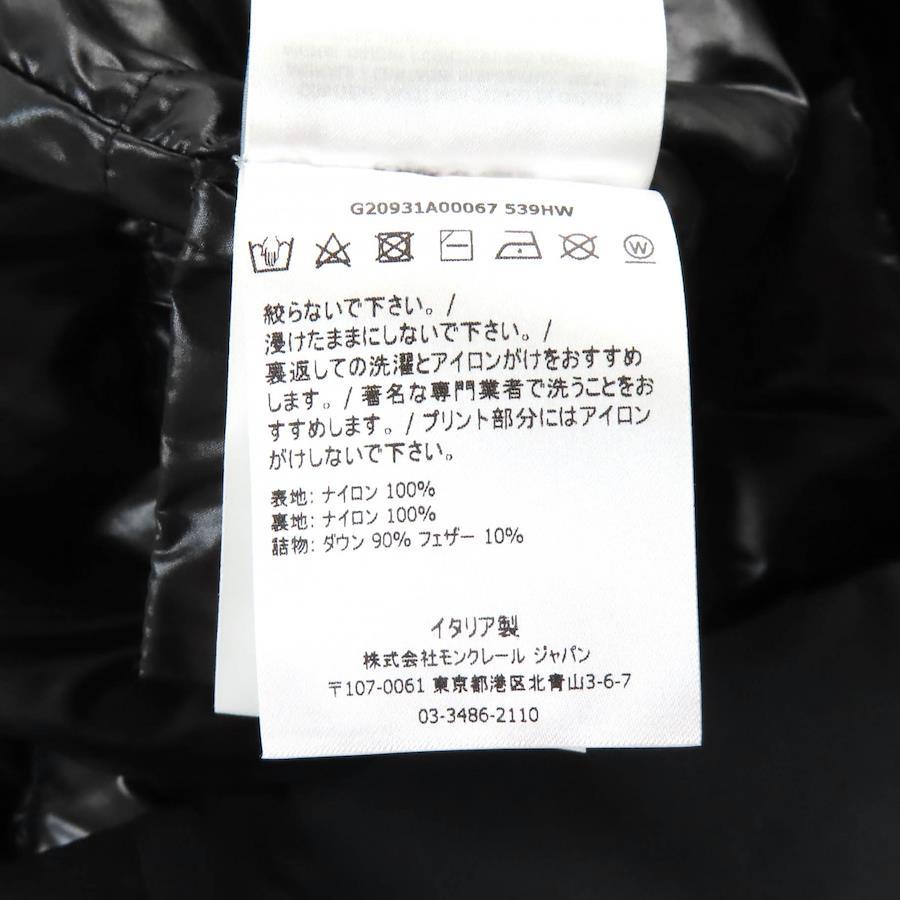 G20931A00067 539HW
W
絞らないで下さい。/
浸けたままにしないで下さい。/
裏返しての洗濯とアイロンがけをおすすめ
します。/ 著名な専門業者で洗うことをお
すすめします。/ プリント部分にはアイロン
がけしないで下さい。
表地: ナイロン 100%
裏地: ナイロン 100%
詰物: ダウン 90% フェザー 10%
イタリア製
株式会社モンクレール ジャパン
〒107-0061 東京都港区北青山3-6-7
03-3486-2110